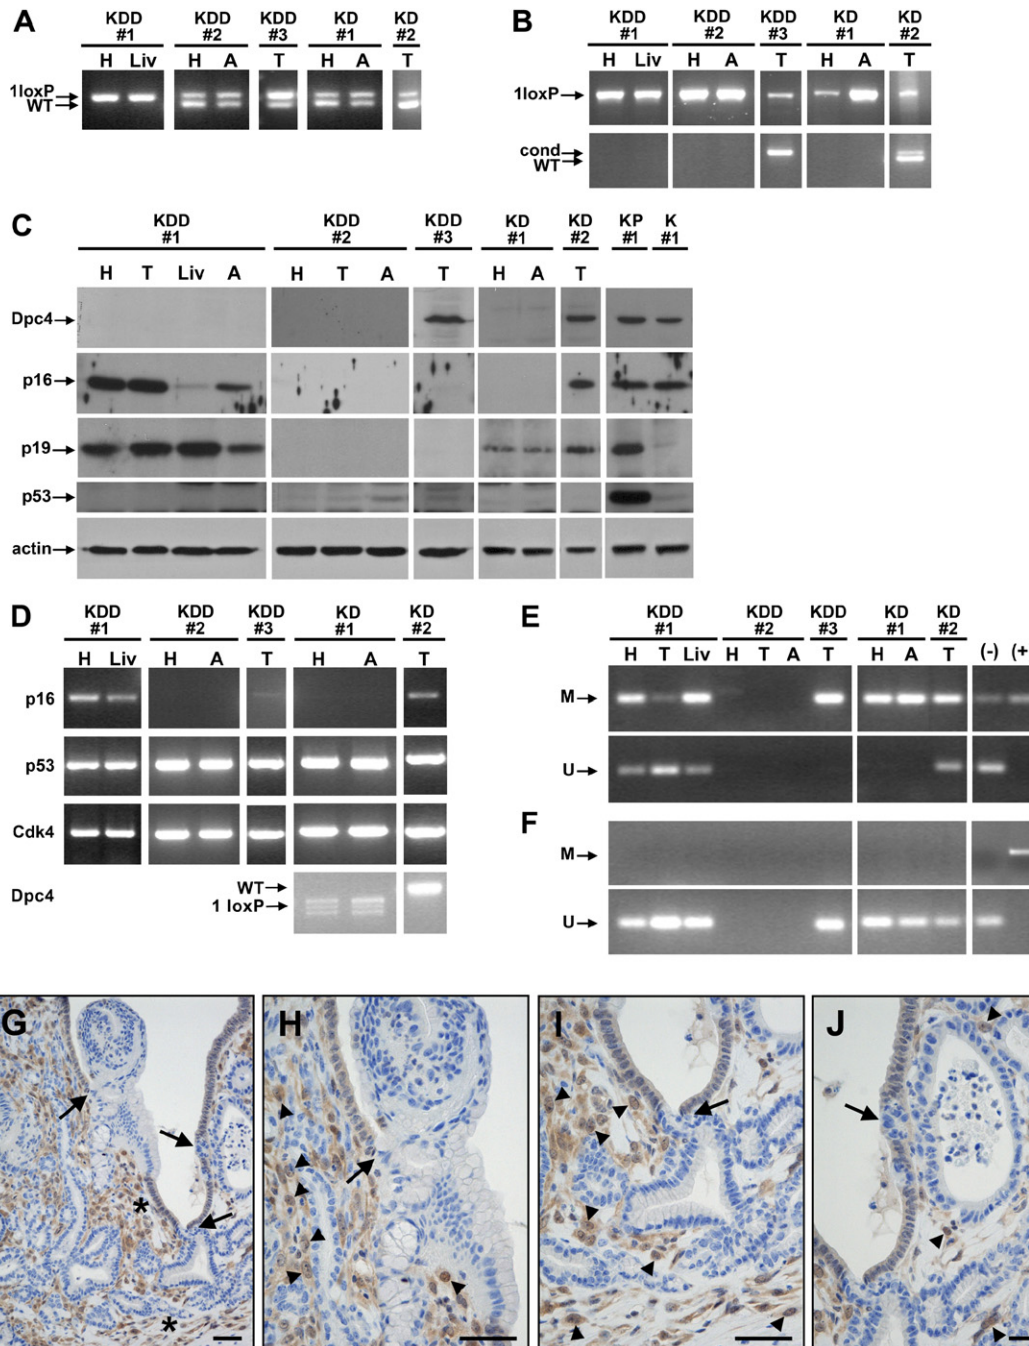 A
KDD #1
KDD #2
KDD #3
KD #1
KD #2
H Liv H A T H A T
1loxP
WT
B
KDD #1
KDD #2
KDD #3
KD #1
KD #2
H Liv H A T H A T
1loxP
cond
WT
C
KDD #1
KDD #2
KDD #3
KD #1
KD #2
KP #1
K #1
H T Liv A H T A T H A T
Dpc4
p16
p19
p53
actin
D
KDD #1
KDD #2
KDD #3
KD #1
KD #2
H Liv H A T H A T
p16
p53
Cdk4
Dpc4
WT
1 loxP
E
KDD #1
KDD #2
KDD #3
KD #1
KD #2
H T Liv H T A T H A T (-) (+
M
U
F
M
U
G
*
*
H
I
J